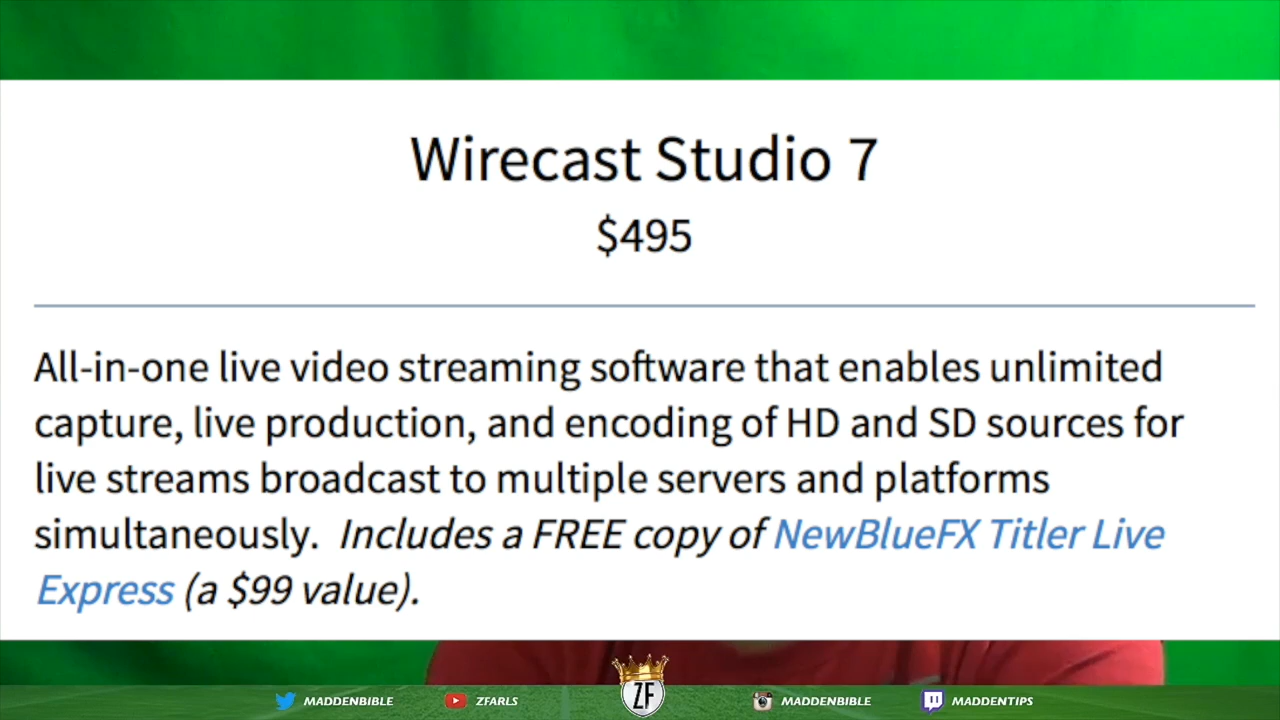 Wirecast Studio 7
$495
All-in-one live video streaming software that enables unlimited
capture, live production, and encoding of HD and SD sources for
live streams broadcast to multiple servers and platforms
simultaneously. Includes a FREE copy of NewBlueFX Titler Live
Express (a $99 value).
MADDENBIBLE ZFARLS ZF MADDENBIBLE MADDENTIPS